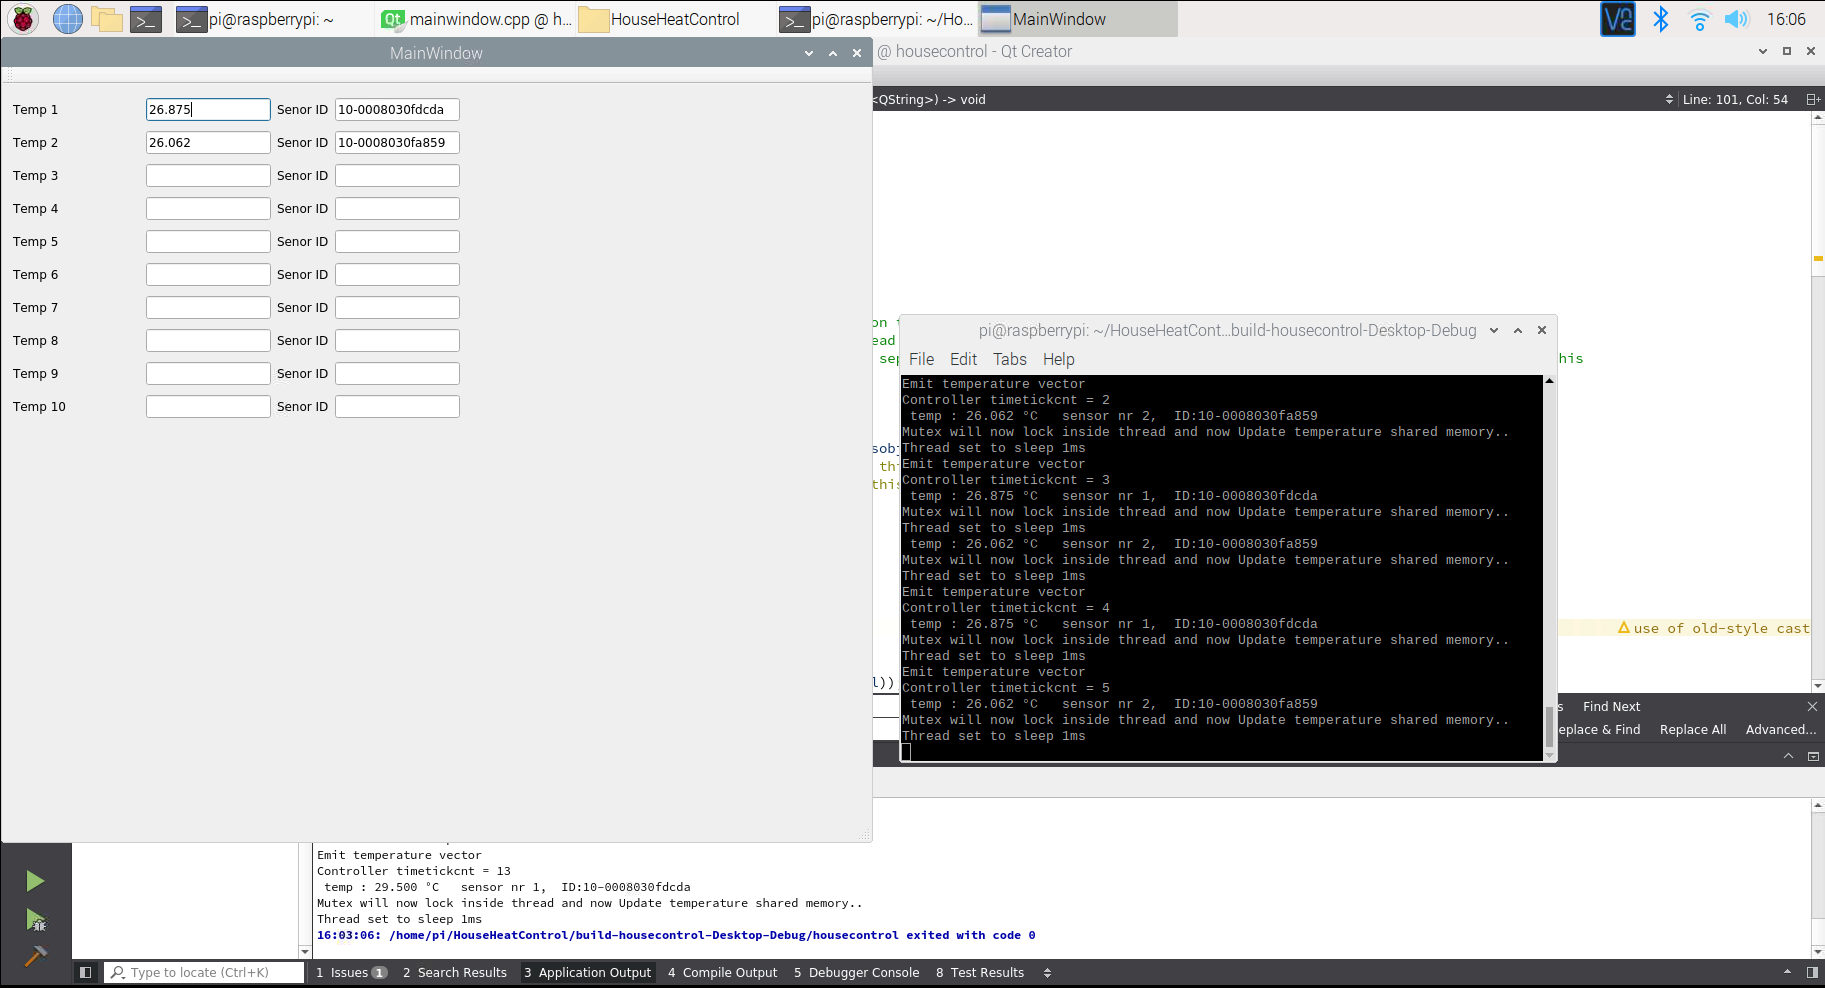 pi@raspberrypi: ~
mainwindow.cpp @ h...
HouseHeatControl
pi@raspberrypi: ~/Ho...
MainWindow
16:06
MainWindow
@ housecontrol - Qt Creator
<QString>) -> void
Line: 101, Col: 54
Temp 1 26.875 Senor ID 10-0008030fdcda
Temp 2 26.062 Senor ID 10-0008030fa859
Temp 3 Senor ID
Temp 4 Senor ID
Temp 5 Senor ID
Temp 6 Senor ID
Temp 7 Senor ID
Temp 8 Senor ID
Temp 9 Senor ID
Temp 10 Senor ID
on
ead
sep
his
sobj
thi
this
l))
use of old-style cast
pi@raspberrypi: ~/HouseHeatCont...build-housecontrol-Desktop-Debug
File Edit Tabs Help
Emit temperature vector
Controller timetickcnt = 2
temp : 26.062 °C sensor nr 2, ID:10-0008030fa859
Mutex will now lock inside thread and now Update temperature shared memory..
Thread set to sleep 1ms
Emit temperature vector
Controller timetickcnt = 3
temp : 26.875 °C sensor nr 1, ID:10-0008030fdcda
Mutex will now lock inside thread and now Update temperature shared memory..
Thread set to sleep 1ms
temp : 26.062 °C sensor nr 2, ID:10-0008030fa859
Mutex will now lock inside thread and now Update temperature shared memory..
Thread set to sleep 1ms
Emit temperature vector
Controller timetickcnt = 4
temp : 26.875 °C sensor nr 1, ID:10-0008030fdcda
Mutex will now lock inside thread and now Update temperature shared memory..
Thread set to sleep 1ms
Emit temperature vector
Controller timetickcnt = 5
temp : 26.062 °C sensor nr 2, ID:10-0008030fa859
Mutex will now lock inside thread and now Update temperature shared memory..
Thread set to sleep 1ms
s Find Next
eplace & Find Replace All Advanced...
Emit temperature vector
Controller timetickcnt = 13
temp : 29.500 °C sensor nr 1, ID:10-0008030fdcda
Mutex will now lock inside thread and now Update temperature shared memory..
Thread set to sleep 1ms
16:03:06: /home/pi/HouseHeatControl/build-housecontrol-Desktop-Debug/housecontrol exited with code 0
Type to locate (Ctrl+K) 1 Issues 1 2 Search Results 3 Application Output 4 Compile Output 5 Debugger Console 8 Test Results